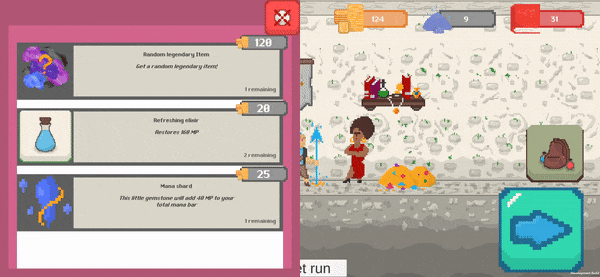 120
Random legendary Item
Get a random legendary item!
1 remaining
20
Refreshing elixir
Restores 160 MP
2 remaining
25
Mana shard
This little gemstone will add 40 MP to your
total mana bar
1 remaining
124
9
31
et run
Development Build